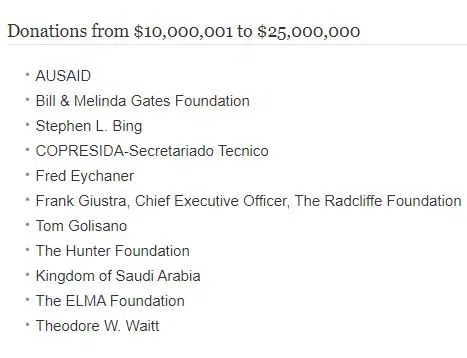 Donations from $10,000,001 to $25,000,000
AUSAID
Bill & Melinda Gates Foundation
Stephen L. Bing
COPRESIDA-Secretariado Tecnico
Fred Eychaner
Frank Giustra, Chief Executive Officer, The Radcliffe Foundation
Tom Golisano
The Hunter Foundation
Kingdom of Saudi Arabia
The ELMA Foundation
Theodore W. Waitt